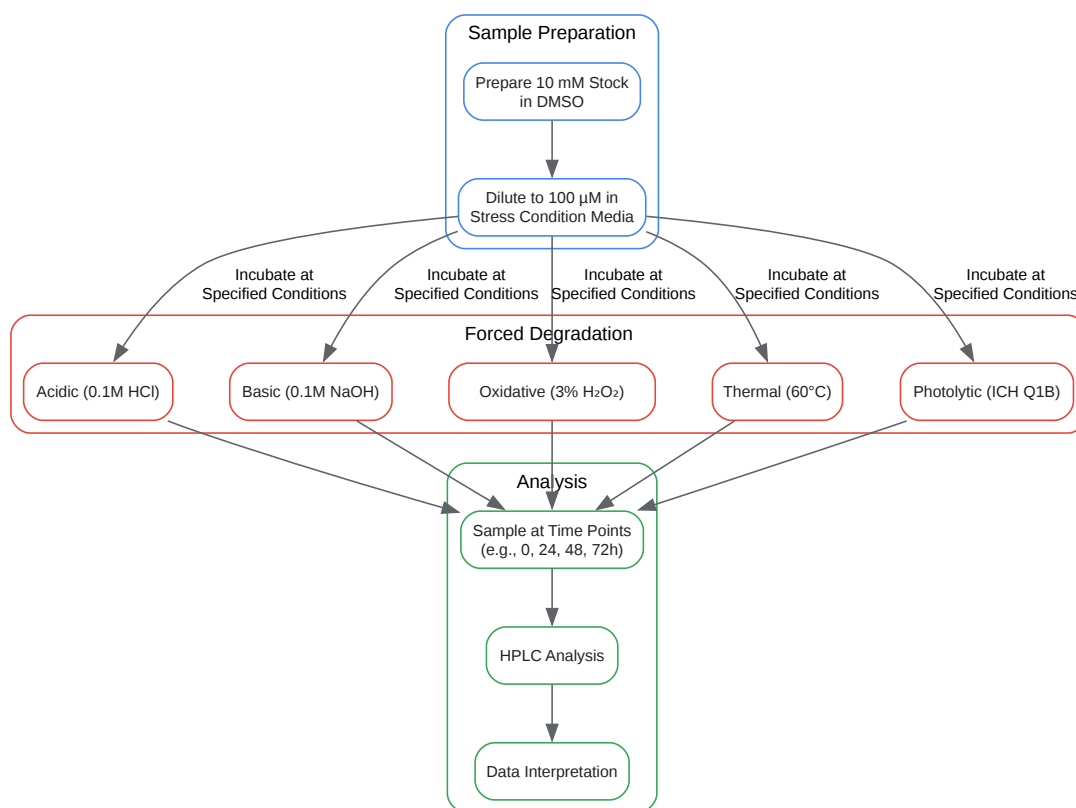 Sample Preparation
Prepare 10 mM Stock
in DMSO
Dilute to 100 µM in
Stress Condition Media
Incubate at
Specified Conditions
Incubate at
Specified Conditions
Incubate at
Specified Conditions
Incubate at
Specified Conditions
Incubate at
Specified Conditions
Forced Degradation
Acidic (0.1M HCl)
Basic (0.1M NaOH)
Oxidative (3% H₂O₂)
Thermal (60°C)
Photolytic (ICH Q1B)
Analysis
Sample at Time Points
(e.g., 0, 24, 48, 72h)
HPLC Analysis
Data Interpretation